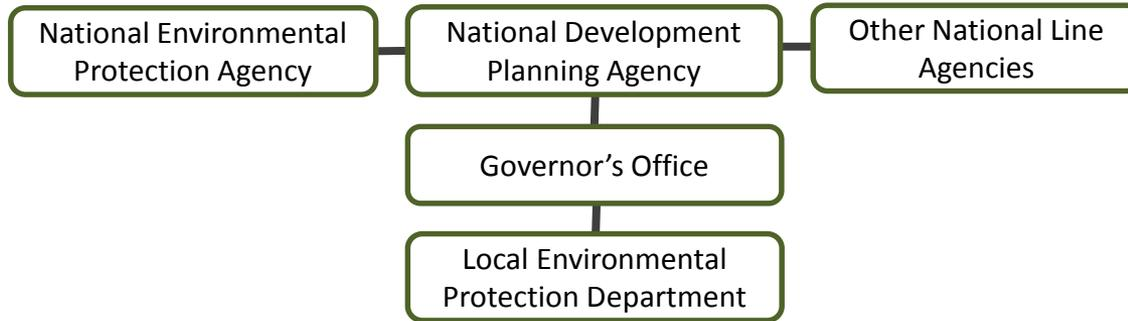 National Environmental
Protection Agency
National Development
Planning Agency
Other National Line
Agencies
Governor’s Office
Local Environmental
Protection Department